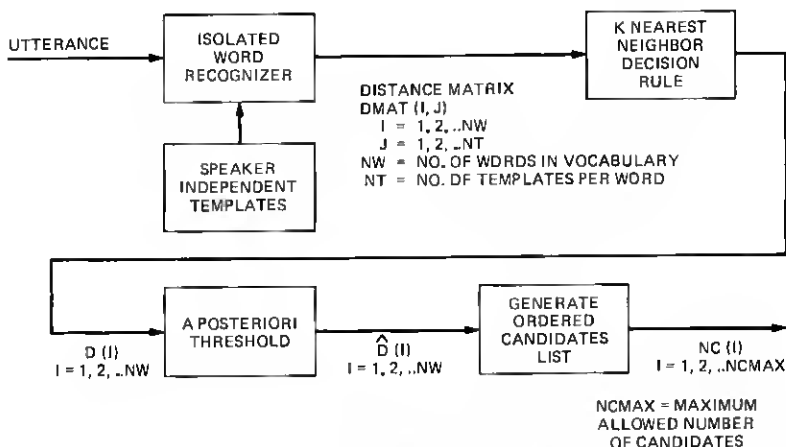 UTTERANCE
ISOLATED
WORD
RECOGNIZER
K NEAREST
NEIGHBOR
DECISION
RULE
DISTANCE MATRIX
DMAT (I, J)
I = 1, 2, ..NW
J = 1, 2, ..NT
NW = NO. OF WORDS IN VOCABULARY
NT = NO. OF TEMPLATES PER WORD
SPEAKER
INDEPENDENT
TEMPLATES
D (I)
I = 1, 2, ..NW
A POSTERIORI
THRESHOLD
D̂ (I)
I = 1, 2, ..NW
GENERATE
ORDERED
CANDIDATES
LIST
NC (I)
I = 1, 2, ..NCMAX
NCMAX = MAXIMUM
ALLOWED NUMBER
OF CANDIDATES